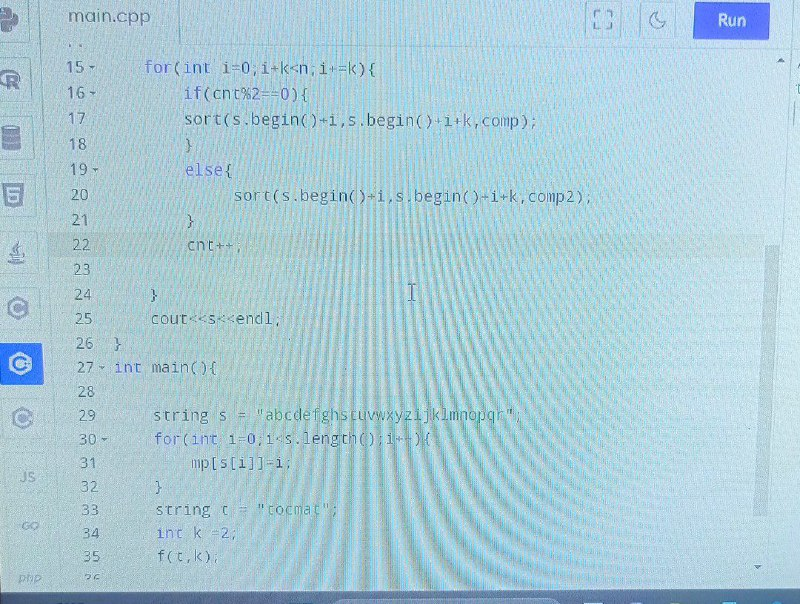 main.cpp
Run
15 for(int i=0;i+k<n;i+=k){
16 if(cnt%2==0){
17 sort(s.begin()+i,s.begin()+i+k,comp);
18 }
19 else{
20 sort(s.begin()+i,s.begin()+i+k,comp2);
21 }
22 cnt++;
23
24 }
25 cout<<s<<endl;
26 }
27 int main(){
28
29 string s = "abcdefghstuvwxyzijklmnopqr";
30 for(int i=0;i<s.length();i++){
31 mp[s[i]]=i;
32 }
33 string t = "tocmat";
34 int k =2;
35 f(t,k);
JS
GO
php